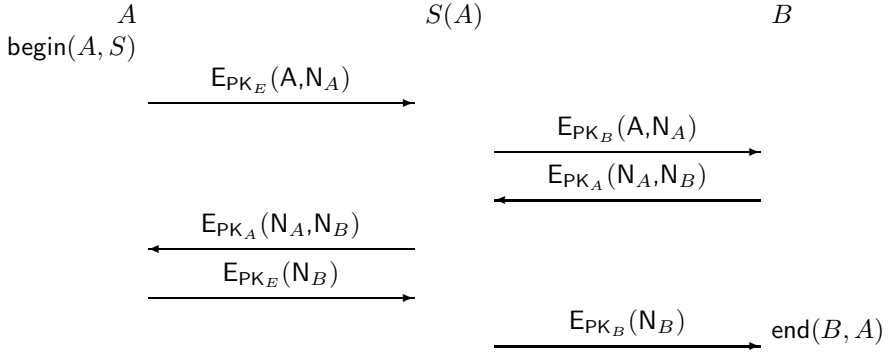 A S(A) B
begin(A, S)
E_{PK_E}(A,N_A)
E_{PK_B}(A,N_A)
E_{PK_A}(N_A,N_B)
E_{PK_A}(N_A,N_B)
E_{PK_E}(N_B)
E_{PK_B}(N_B) end(B, A)